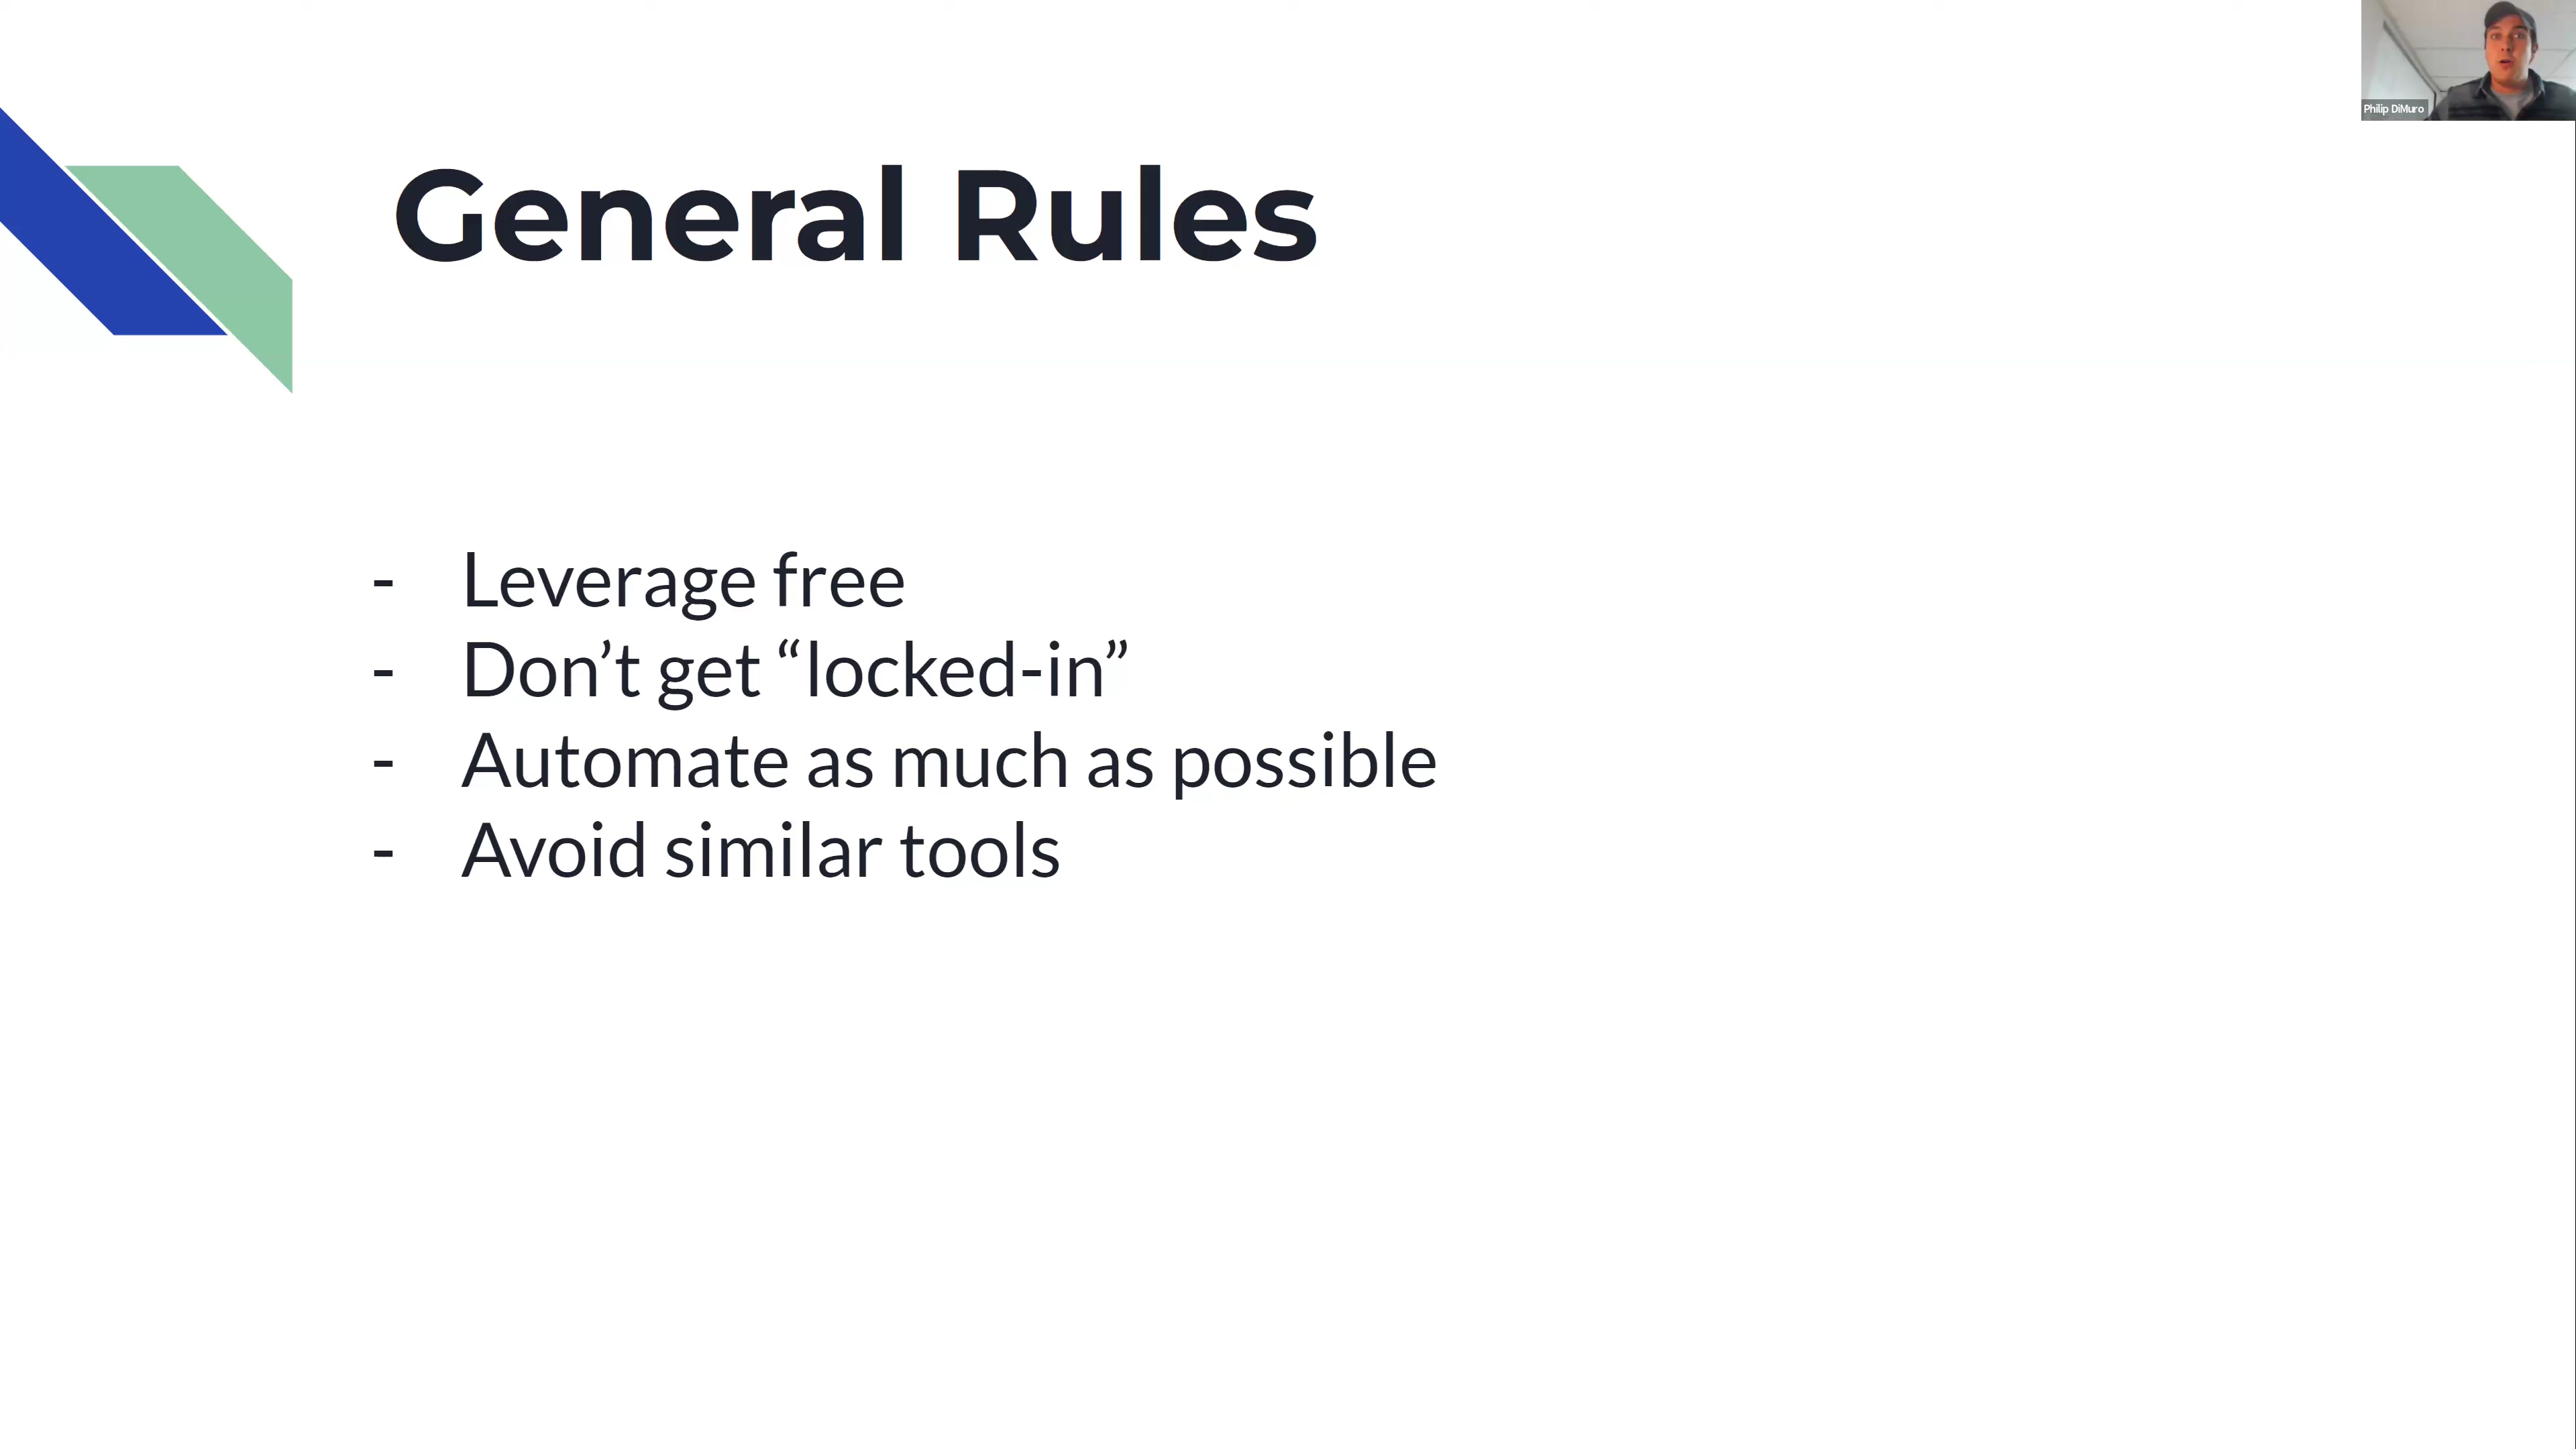 Philip DiMuro
General Rules
- Leverage free
- Don’t get “locked-in”
- Automate as much as possible
- Avoid similar tools